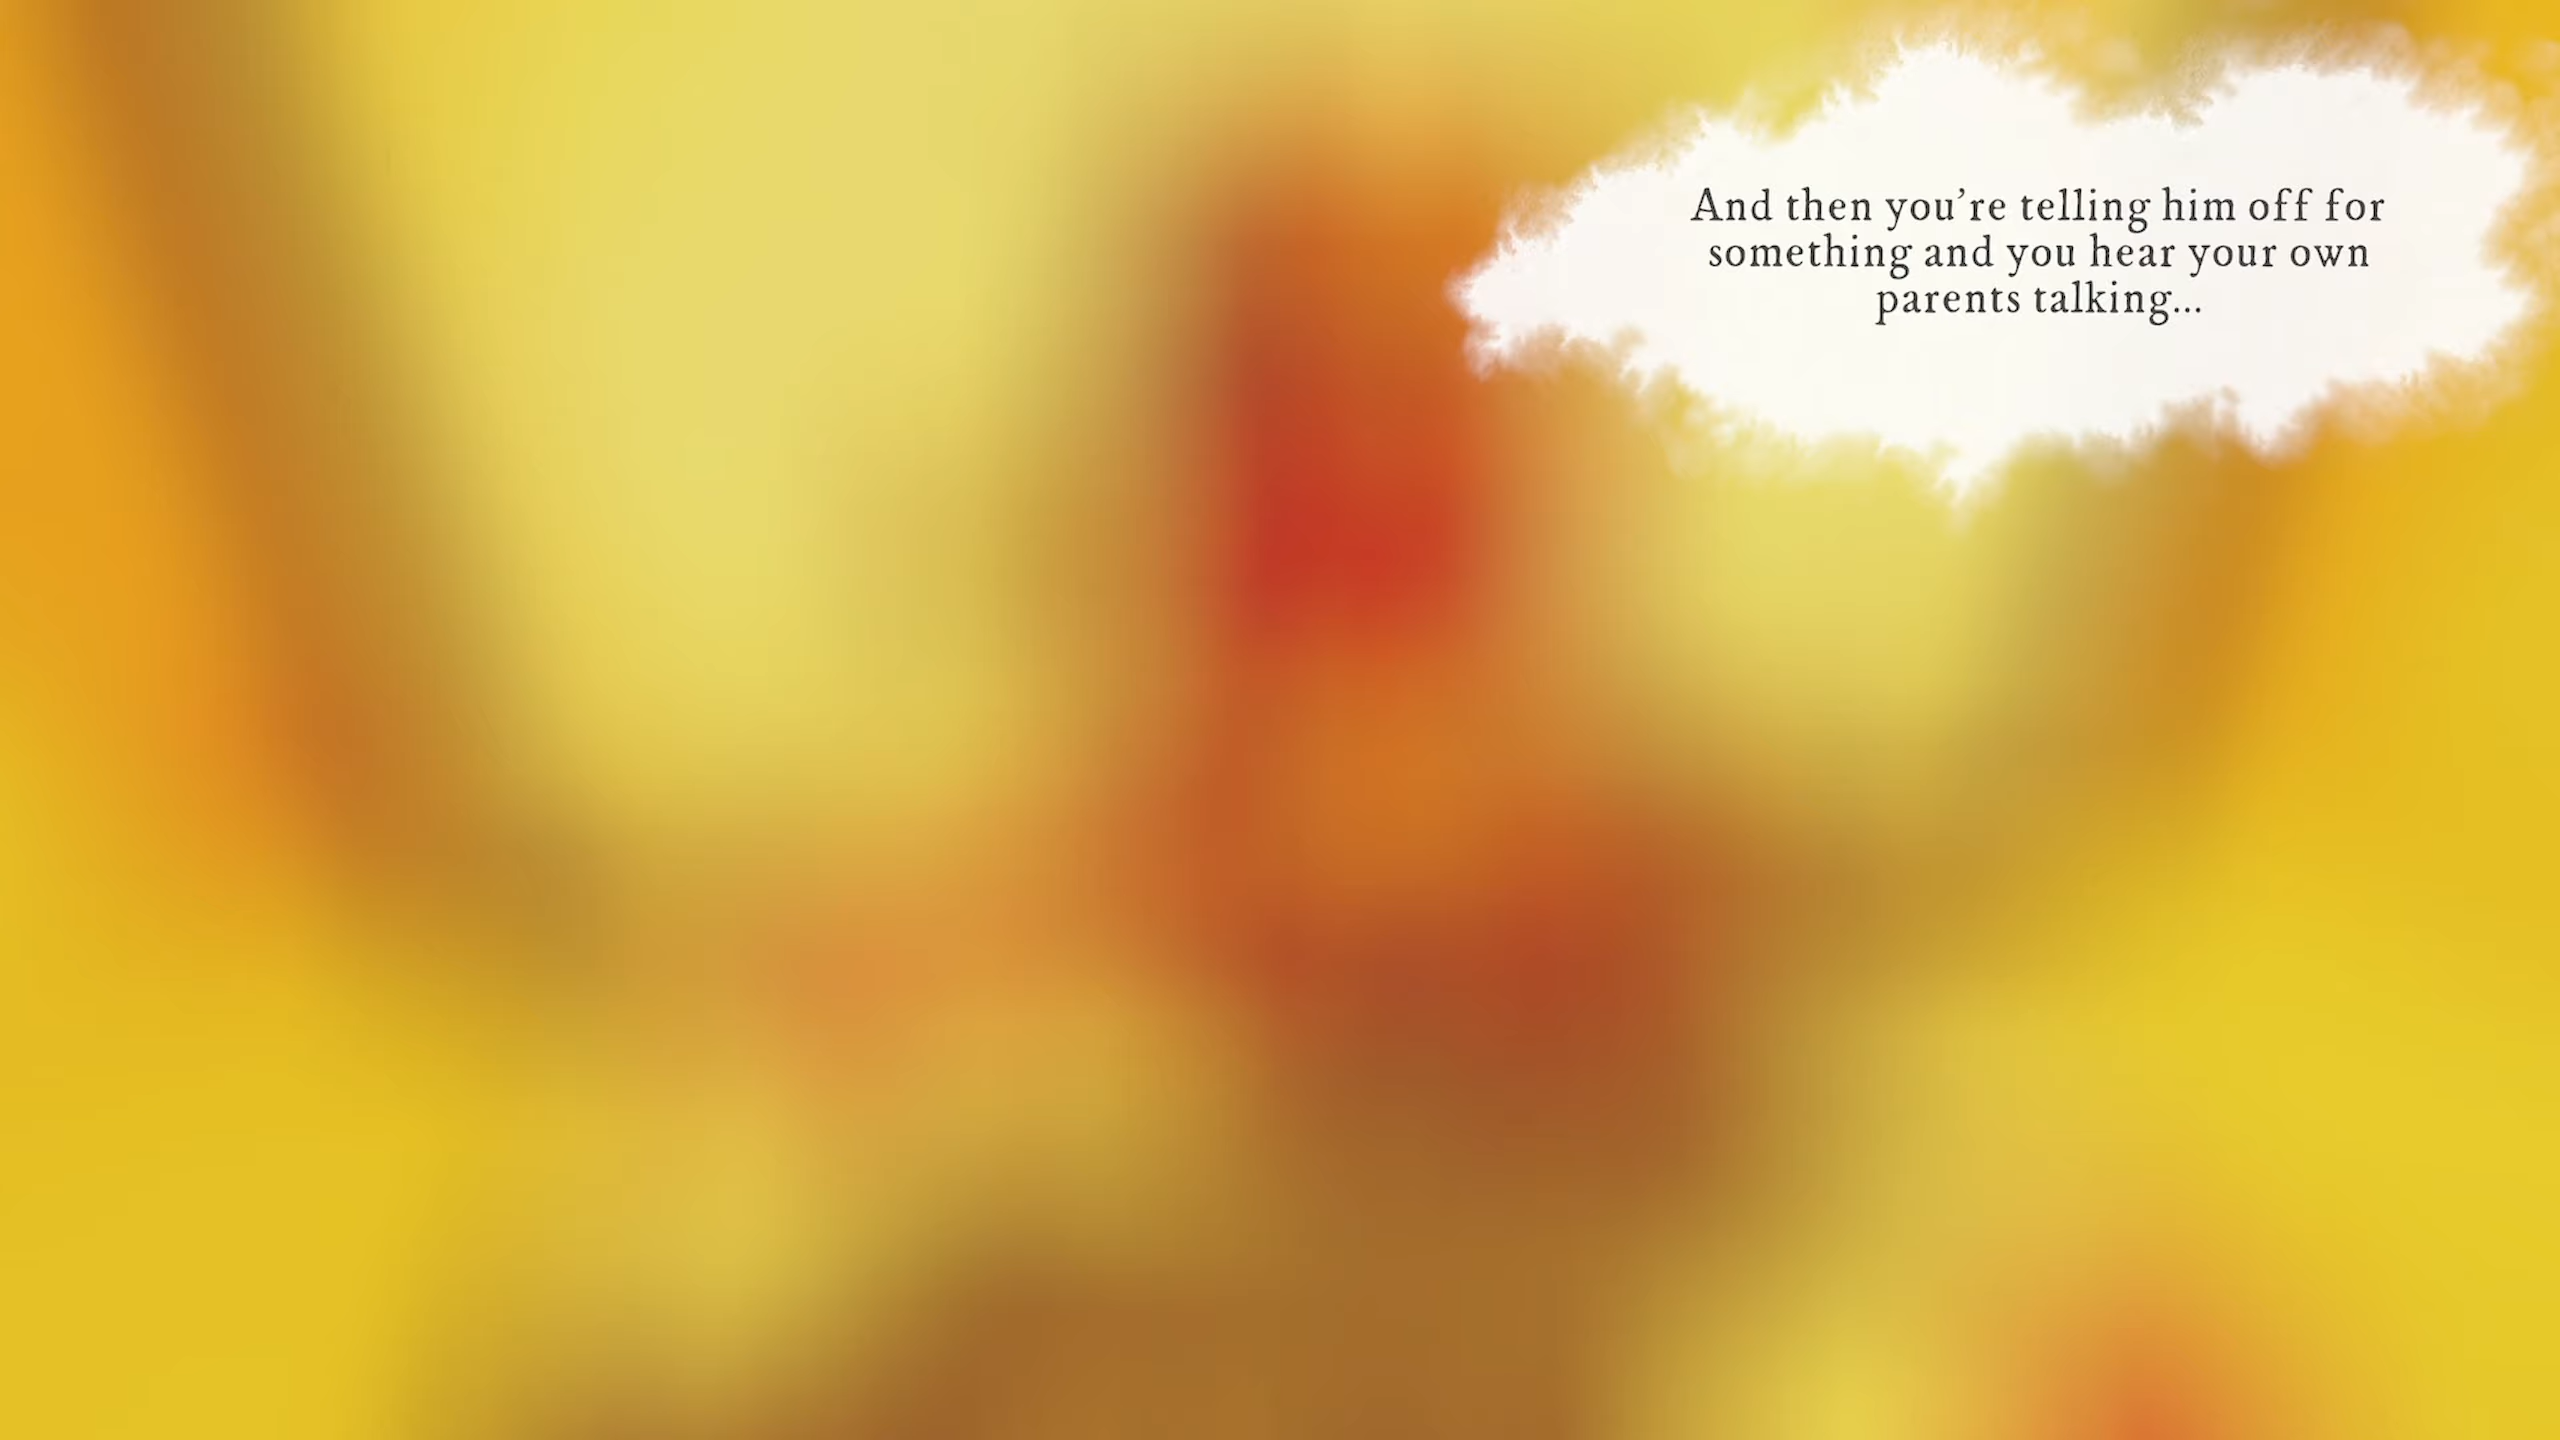 And then you’re telling him off for
something and you hear your own
parents talking...